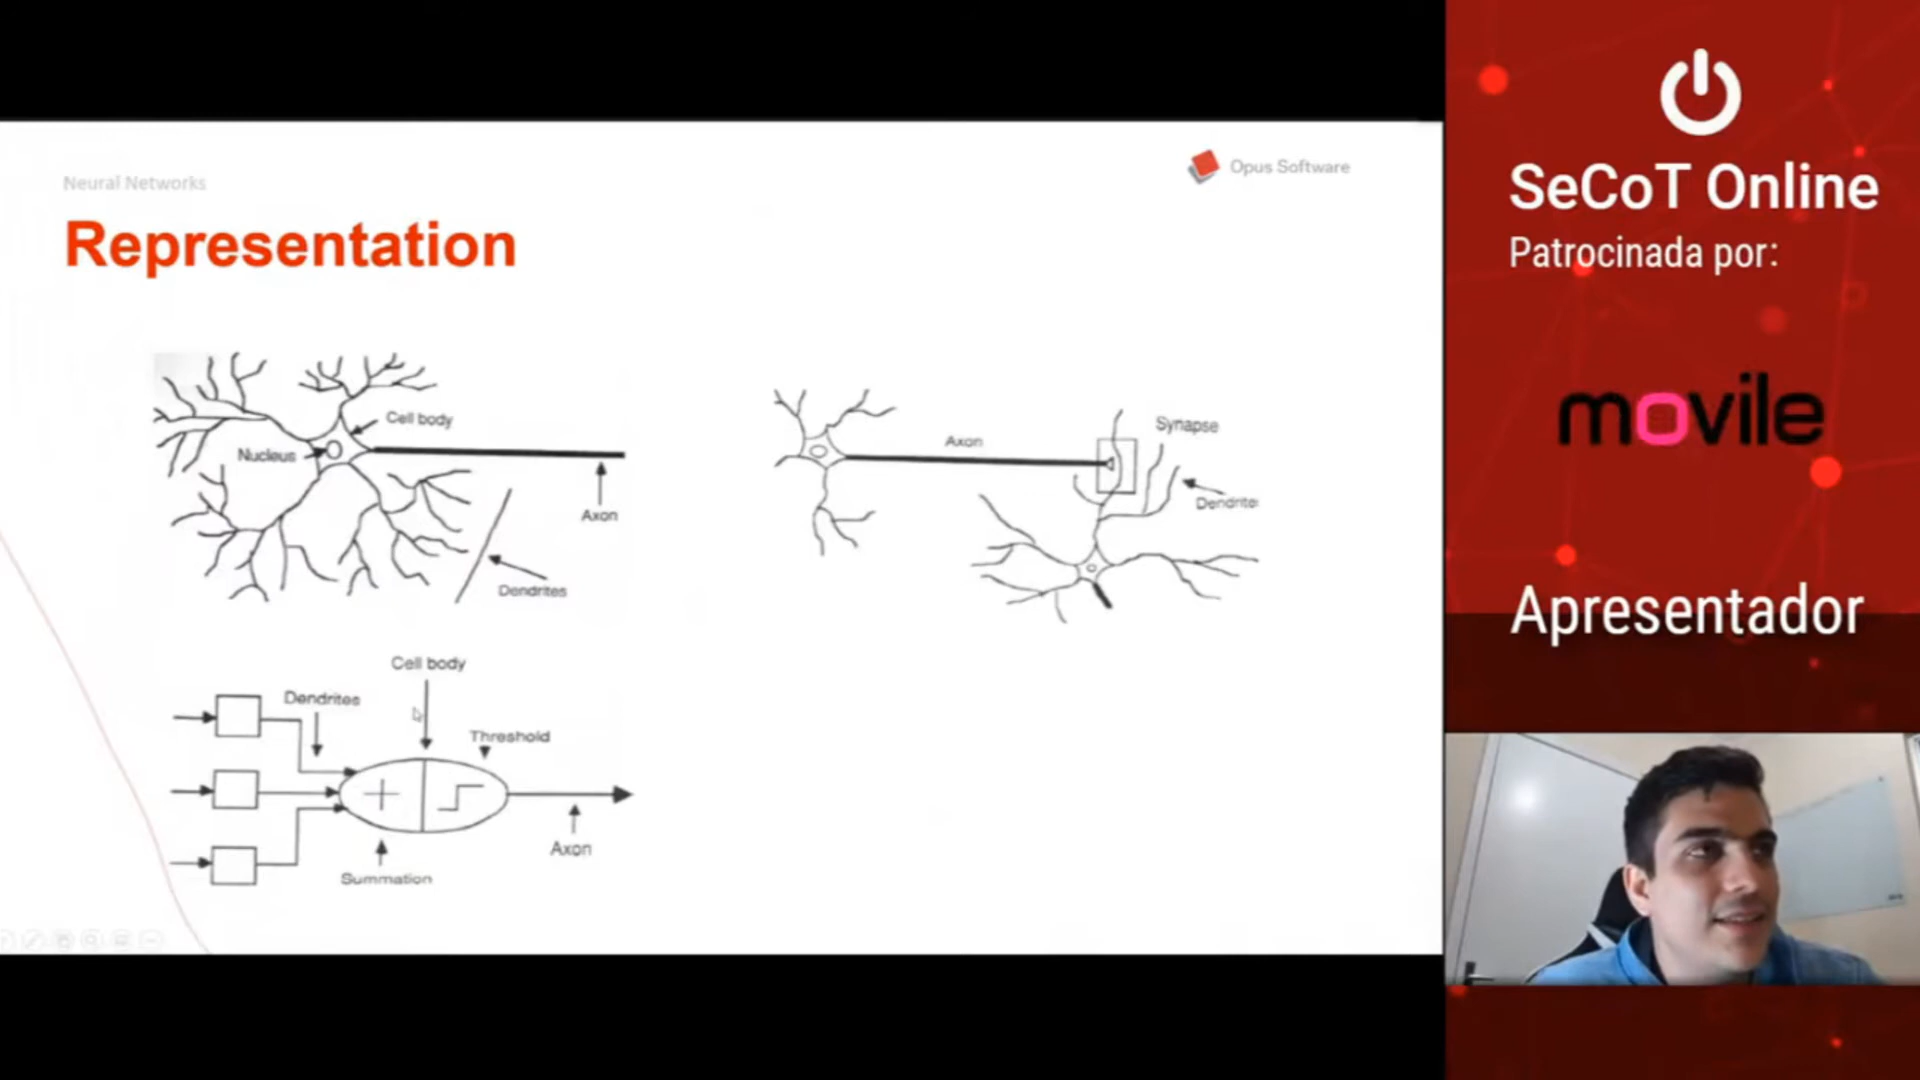 Neural Networks
Opus Software
Representation
Cell body
Nucleus
Axon
Dendrites
Axon
Synapse
Dendrite
Cell body
Dendrites
Threshold
Axon
Summation
SeCoT Online
Patrocinada por:
movile
Apresentador